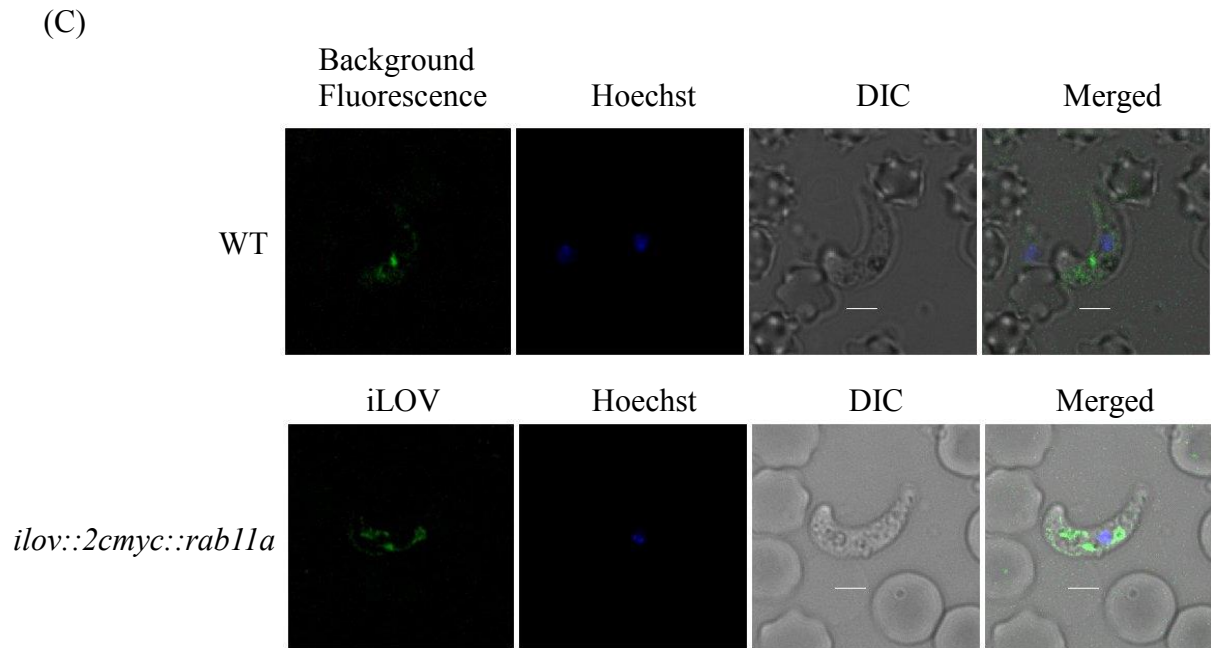 (C)
Background
Fluorescence Hoechst DIC Merged
WT
iLOV Hoechst DIC Merged
ilov::2cmyc::rab11a